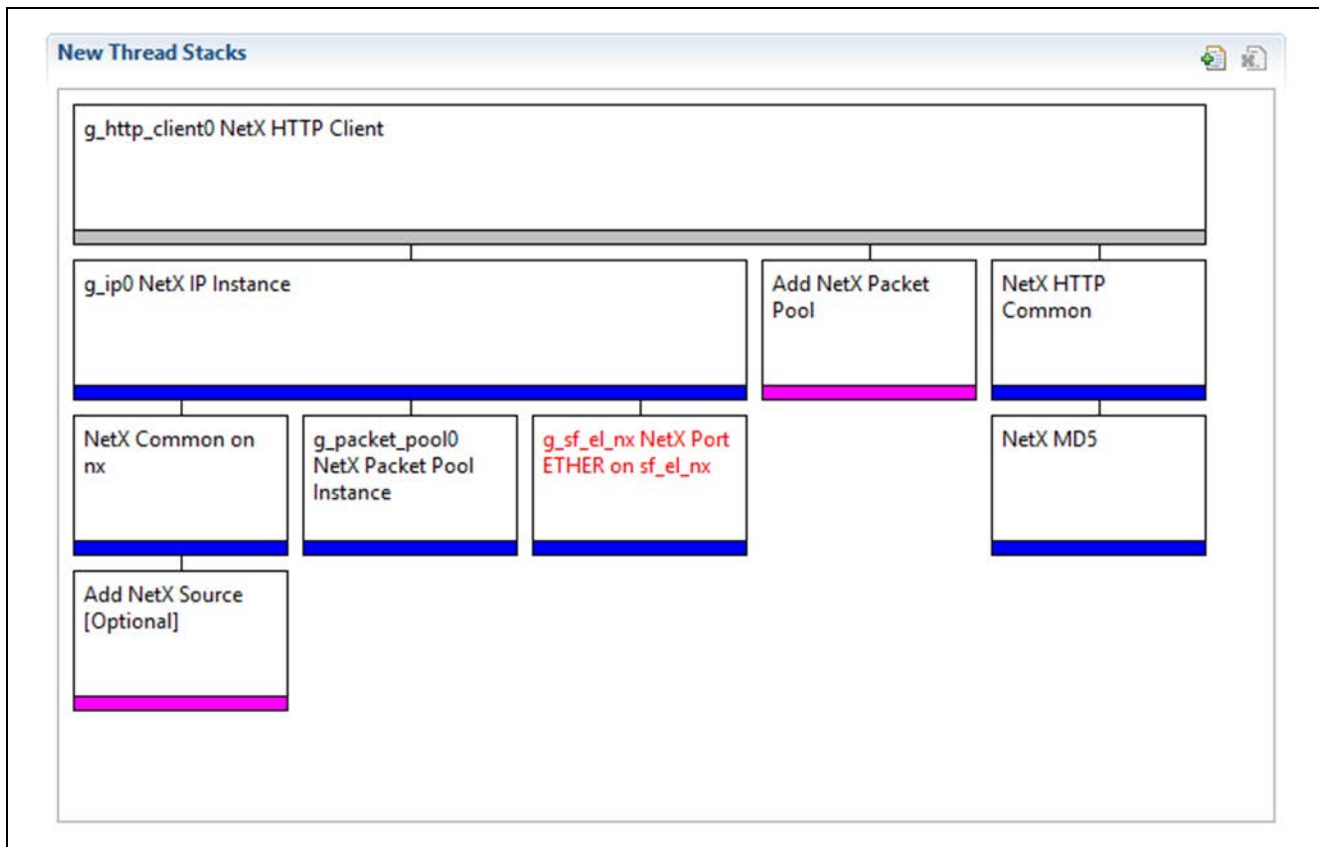 New Thread Stacks
g_http_client0 NetX HTTP Client
g_ip0 NetX IP Instance
Add NetX Packet
Pool
NetX HTTP
Common
NetX Common on
nx
g_packet_pool0
NetX Packet Pool
Instance
g_sf_el_nx NetX Port
ETHER on sf_el_nx
NetX MD5
Add NetX Source
[Optional]